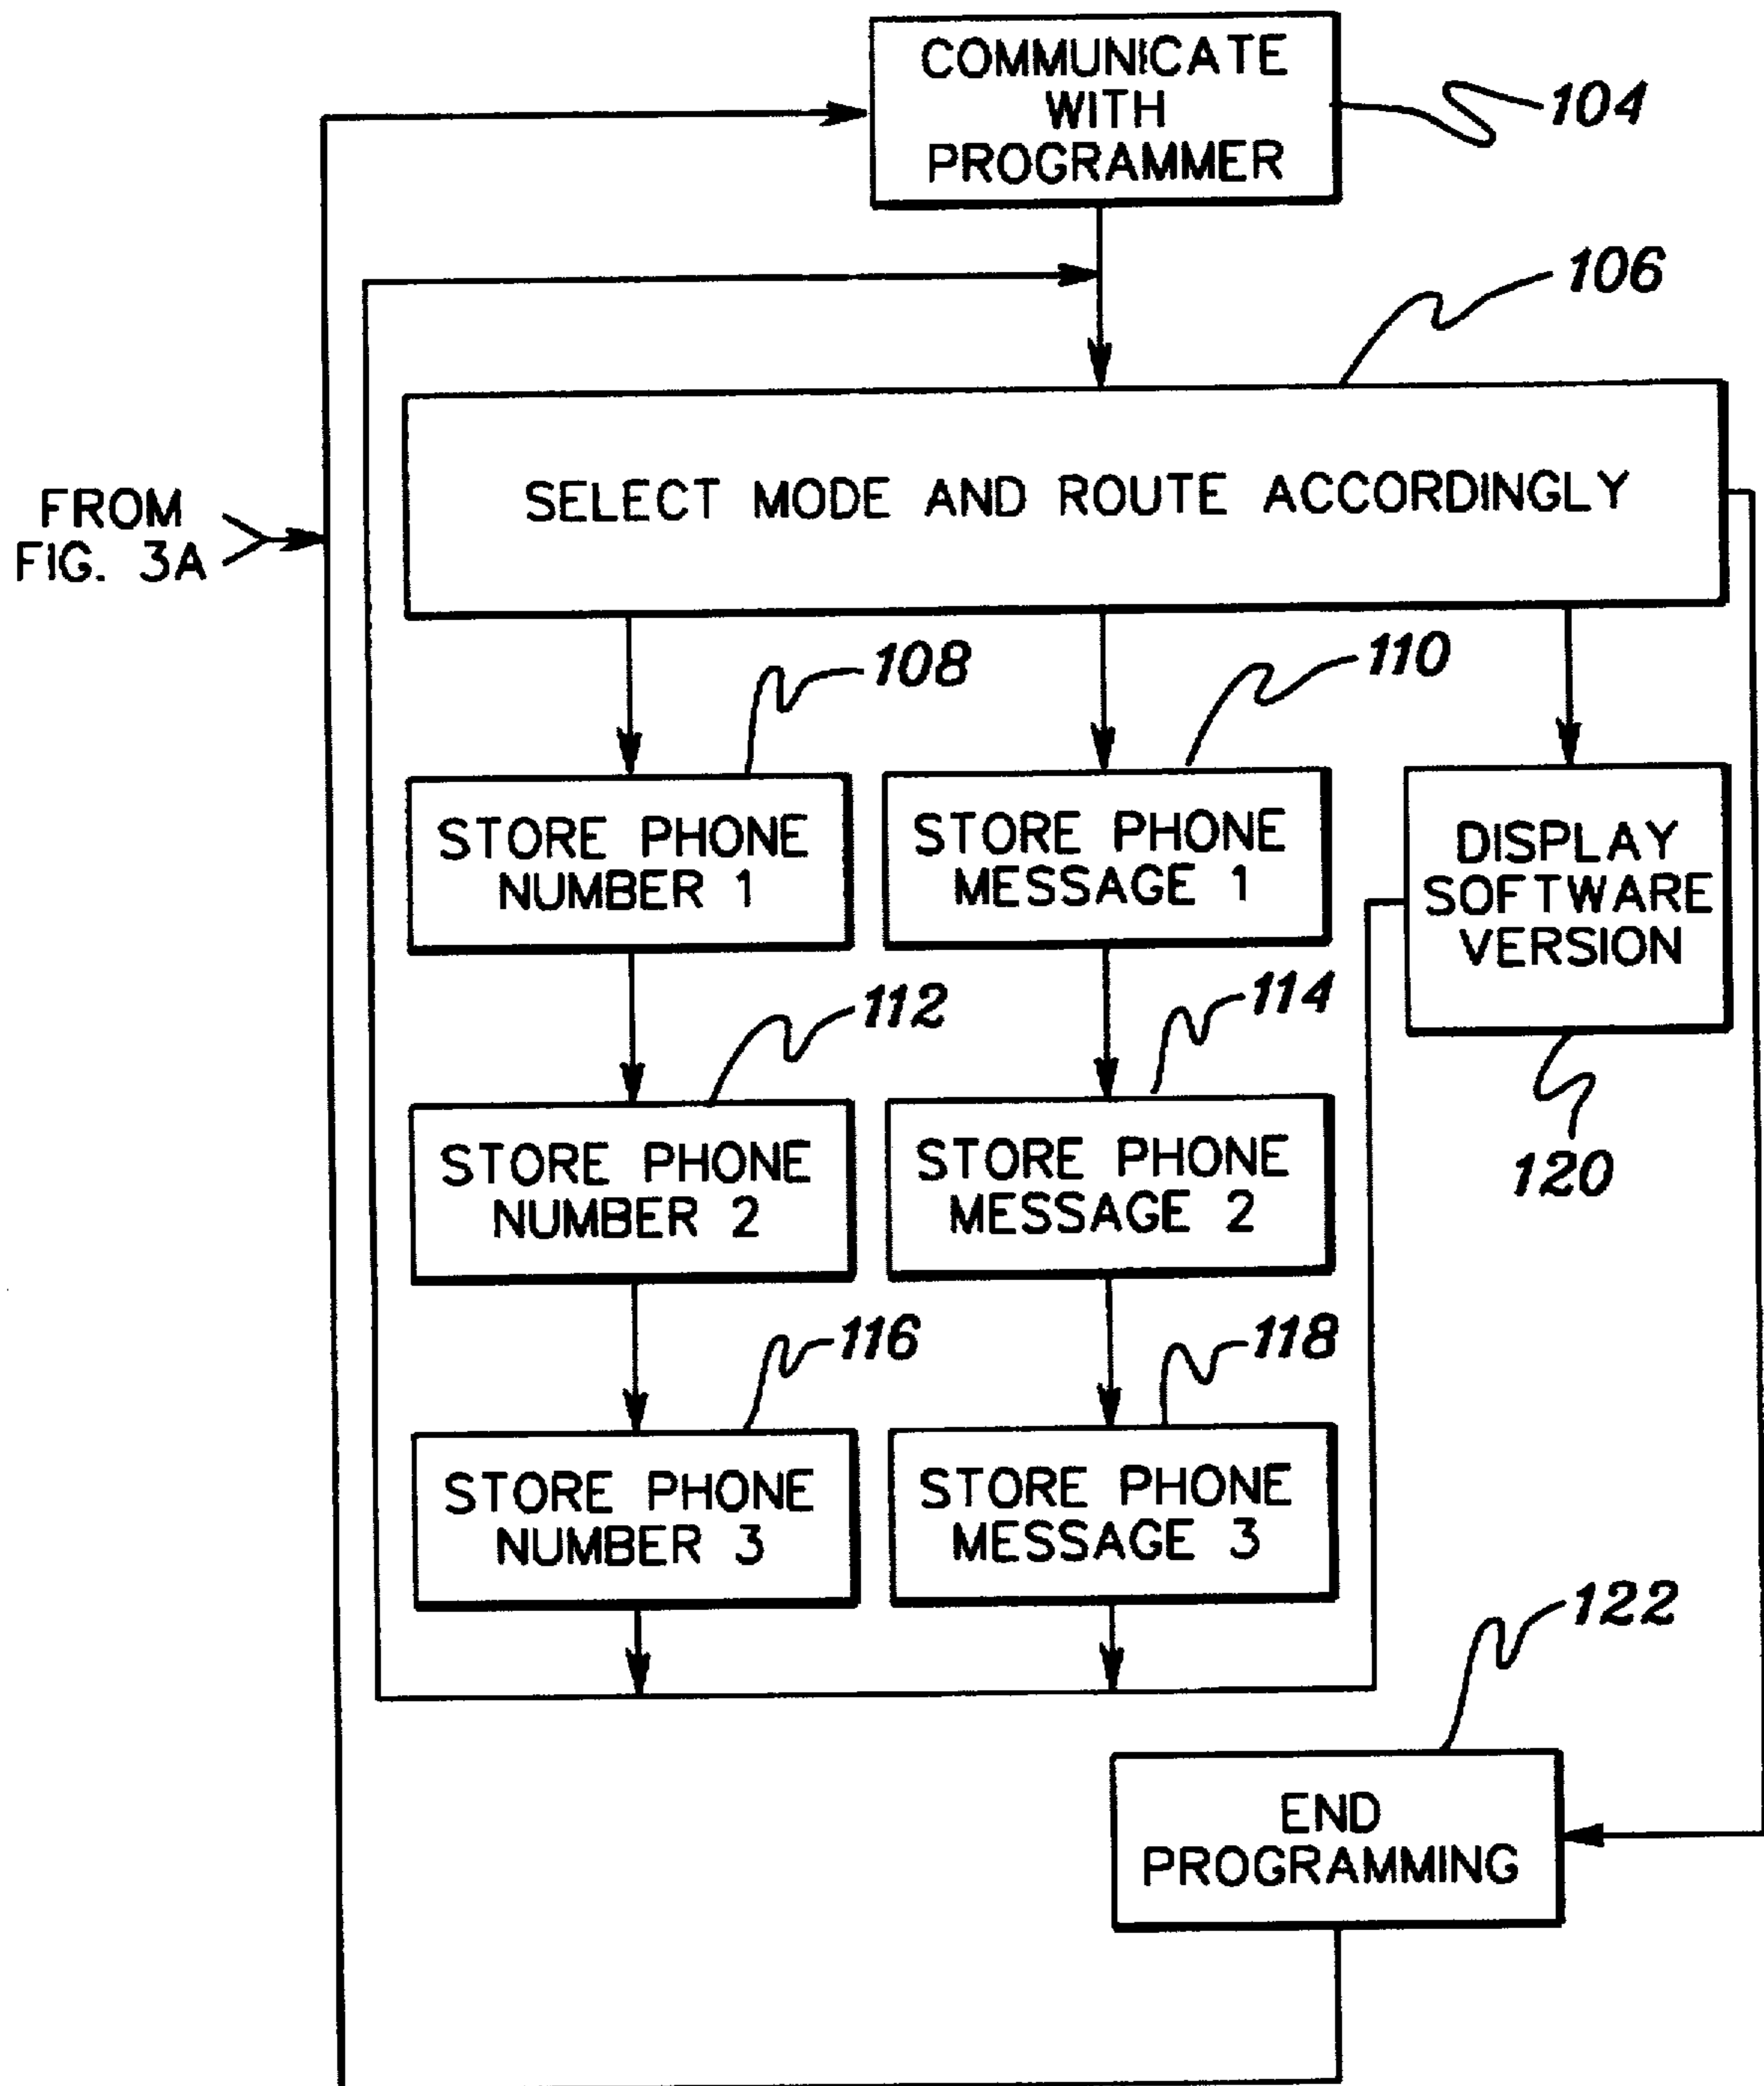 COMMUNICATE
WITH
PROGRAMMER
104
106
SELECT MODE AND ROUTE ACCORDINGLY
FROM
FIG. 3A
108
110
STORE PHONE
NUMBER 1
STORE PHONE
MESSAGE 1
DISPLAY
SOFTWARE
VERSION
112
114
STORE PHONE
NUMBER 2
STORE PHONE
MESSAGE 2
120
116
118
STORE PHONE
NUMBER 3
STORE PHONE
MESSAGE 3
122
END
PROGRAMMING